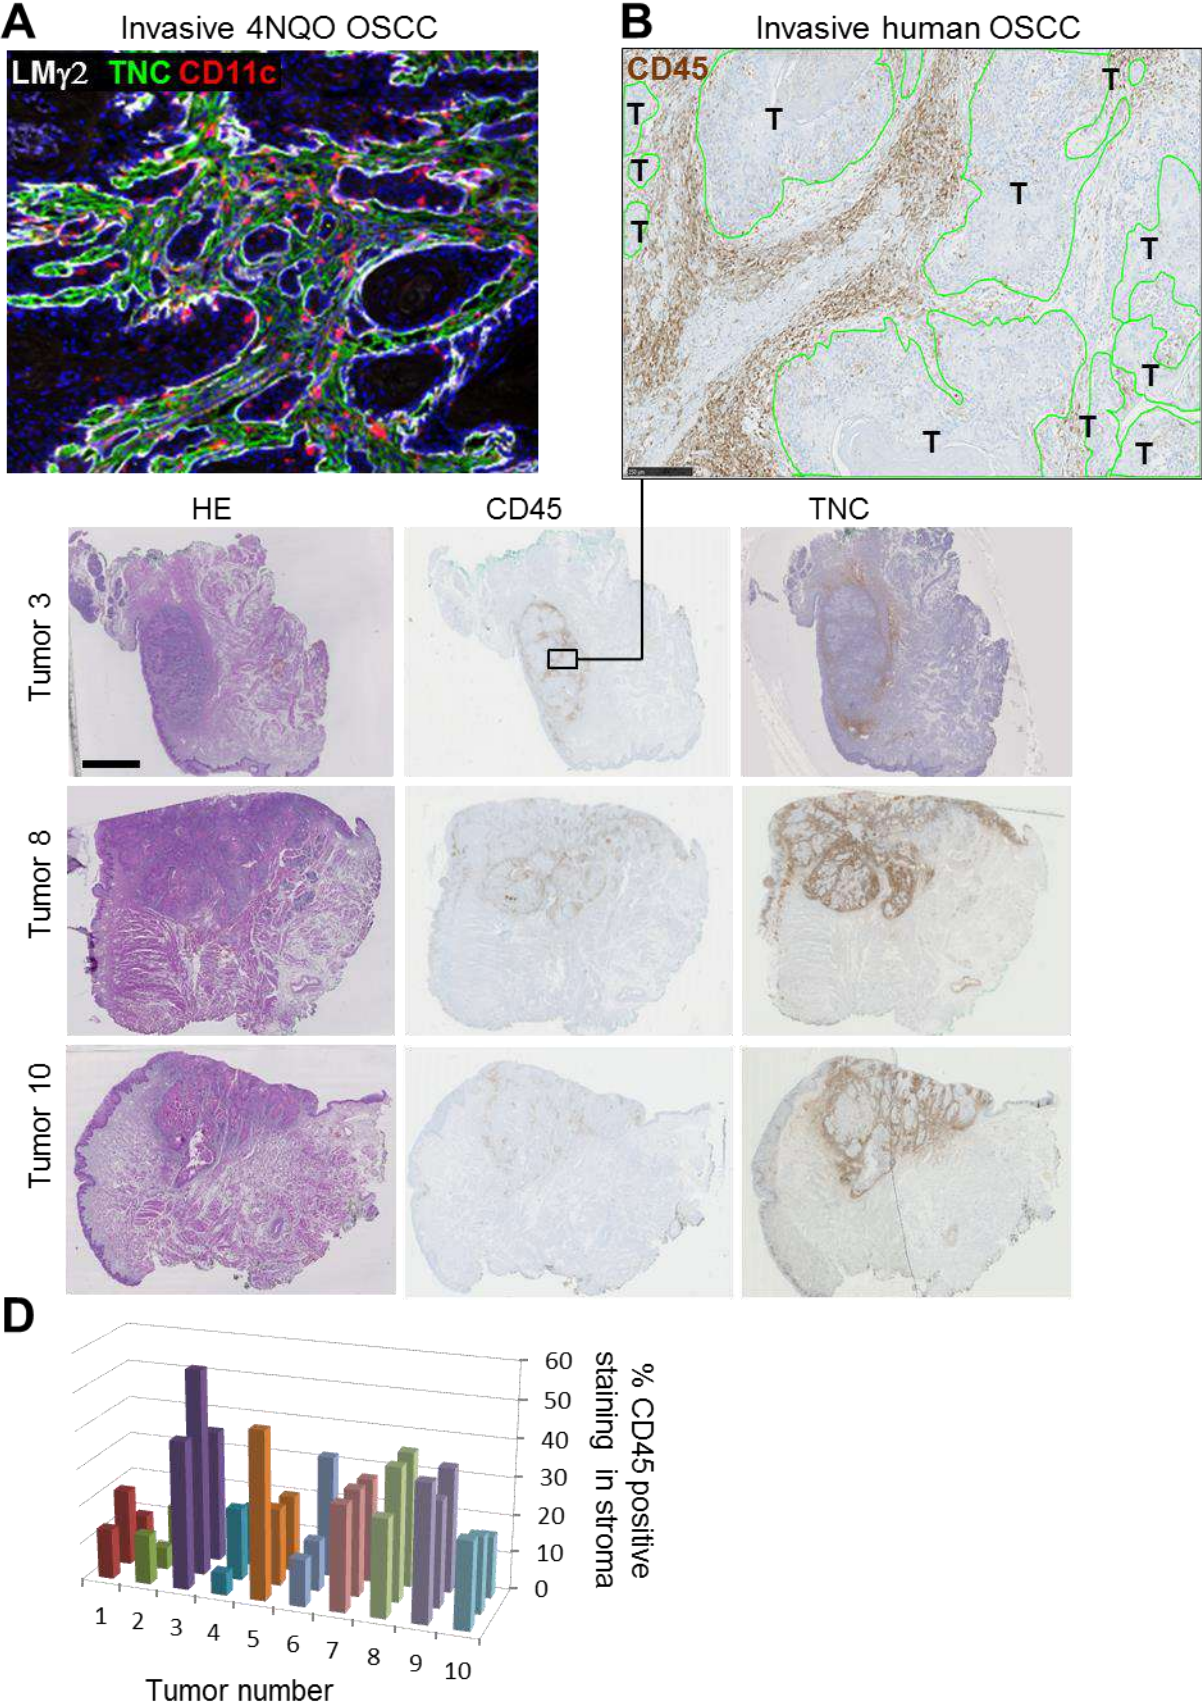 A
Invasive 4NQO OSCC
LMγ2 TNC CD11c
B
Invasive human OSCC
CD45
T
T
T
T
T
T
T
T
T
T
T
HE
CD45
TNC
Tumor 3
Tumor 8
Tumor 10
D
60
50
40
30
20
10
0
% CD45 positive
staining in stroma
1
2
3
4
5
6
7
8
9
10
Tumor number